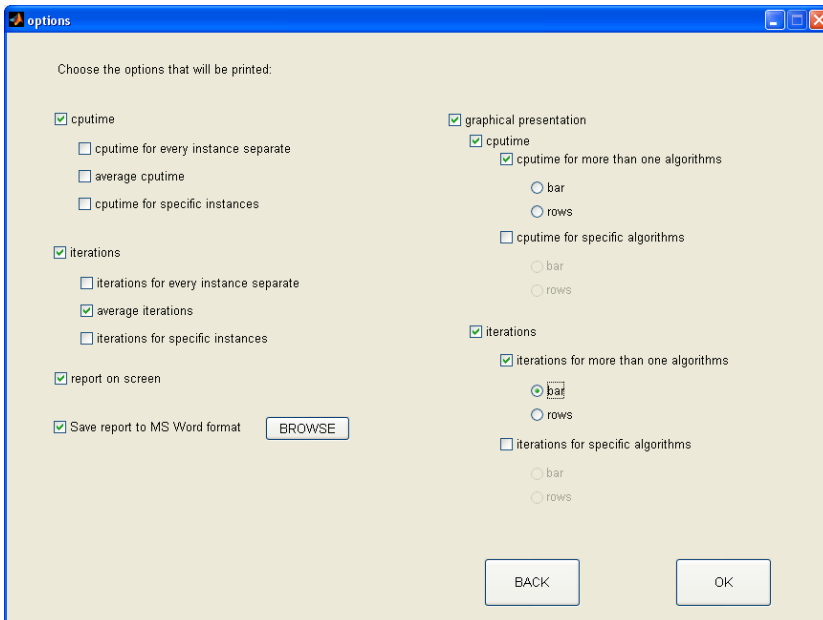 options
Choose the options that will be printed:
cputime
cputime for every instance separate
average cputime
cputime for specific instances
iterations
iterations for every instance separate
average iterations
iterations for specific instances
report on screen
Save report to MS Word format
BROWSE
graphical presentation
cputime
cputime for more than one algorithms
bar
rows
cputime for specific algorithms
bar
rows
iterations
iterations for more than one algorithms
bar
rows
iterations for specific algorithms
bar
rows
BACK
OK